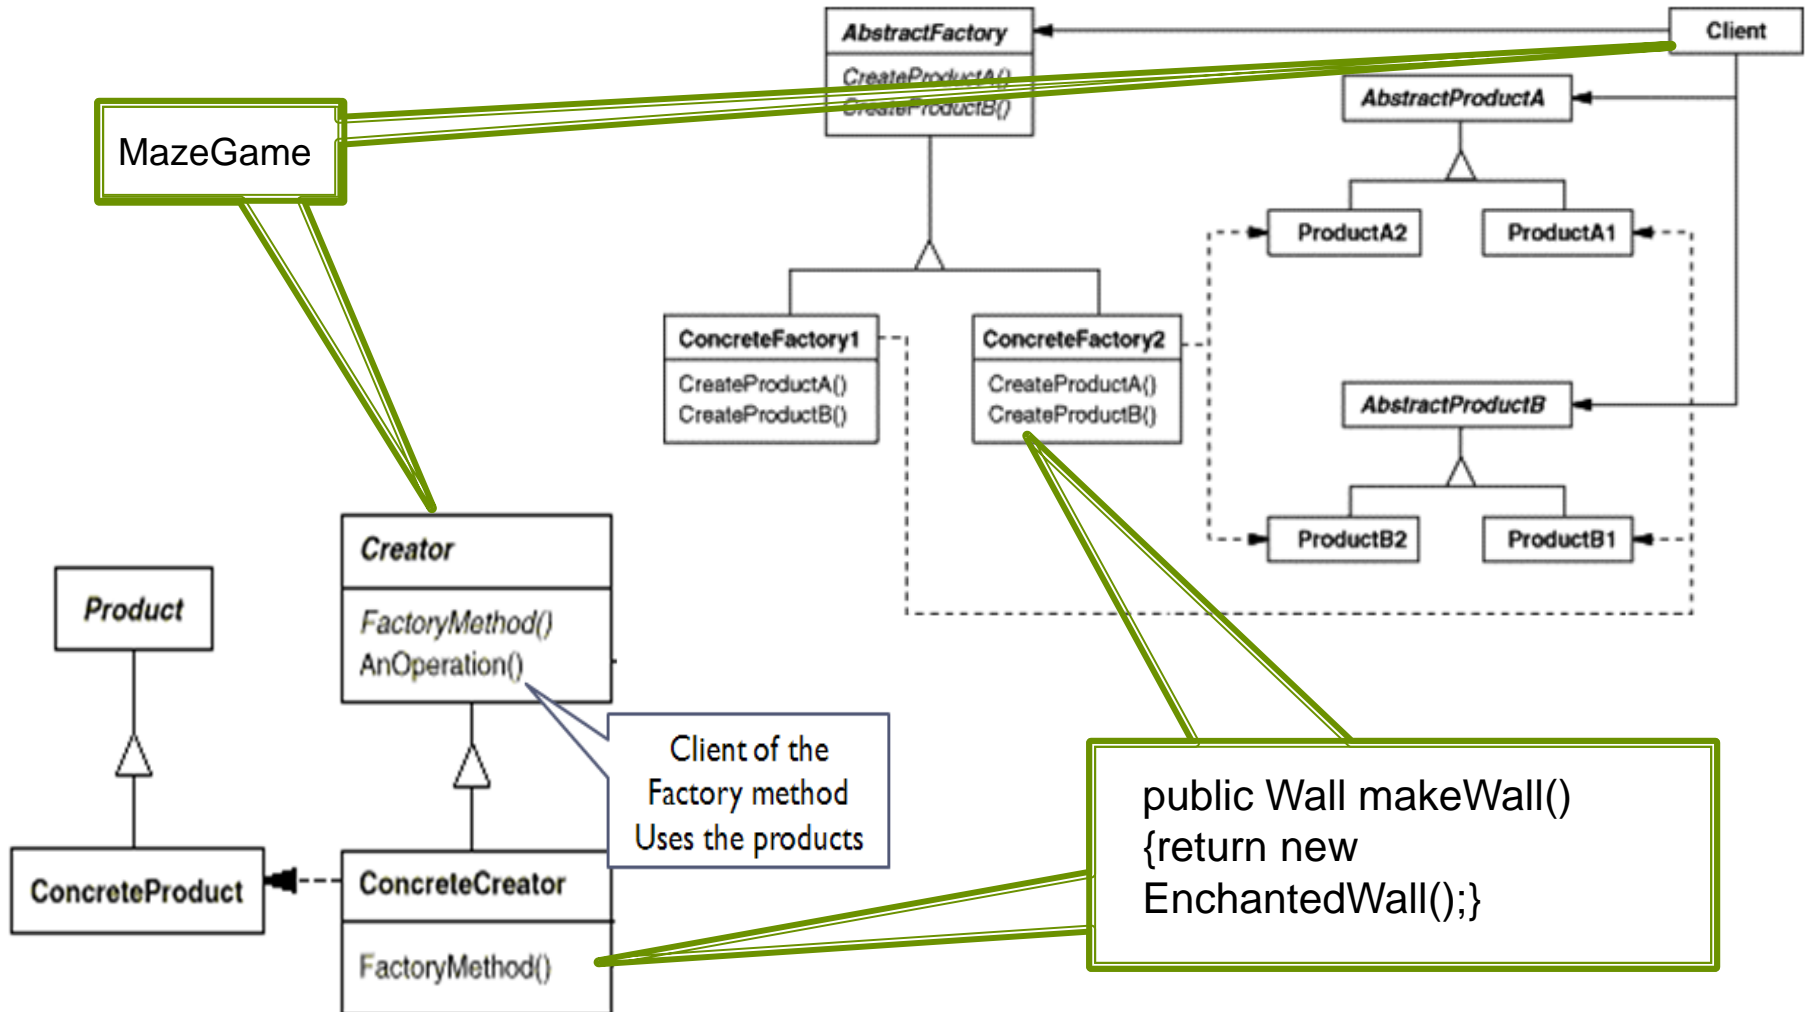 AbstractFactory
CreateProductA()
CreateProductB()
Client
AbstractProductA
ProductA2
ProductA1
MazeGame
ConcreteFactory1
CreateProductA()
CreateProductB()
ConcreteFactory2
CreateProductA()
CreateProductB()
AbstractProductB
ProductB2
ProductB1
Product
ConcreteProduct
Creator
FactoryMethod()
AnOperation()
Client of the
Factory method
Uses the products
ConcreteCreator
FactoryMethod()
public Wall makeWall()
{return new
EnchantedWall();}